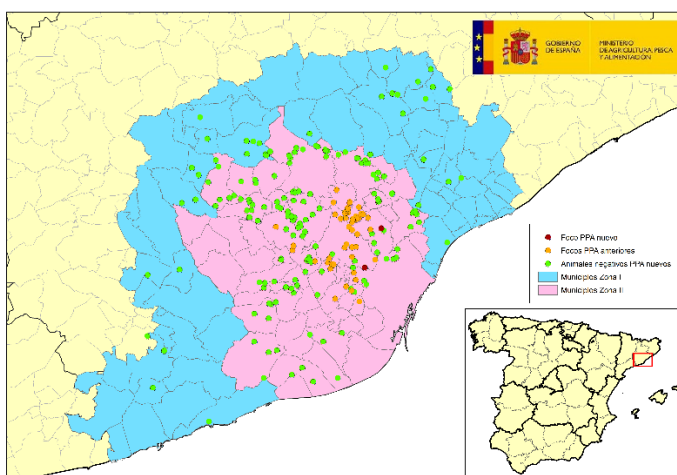 GOBIERNO
DE ESPAÑA
MINISTERIO
DE AGRICULTURA, PESCA
Y ALIMENTACIÓN
Foco PPA nuevo
Focos PPA anteriores
Animales negativos PPA nuevos
Municipios Zona I
Municipios Zona II